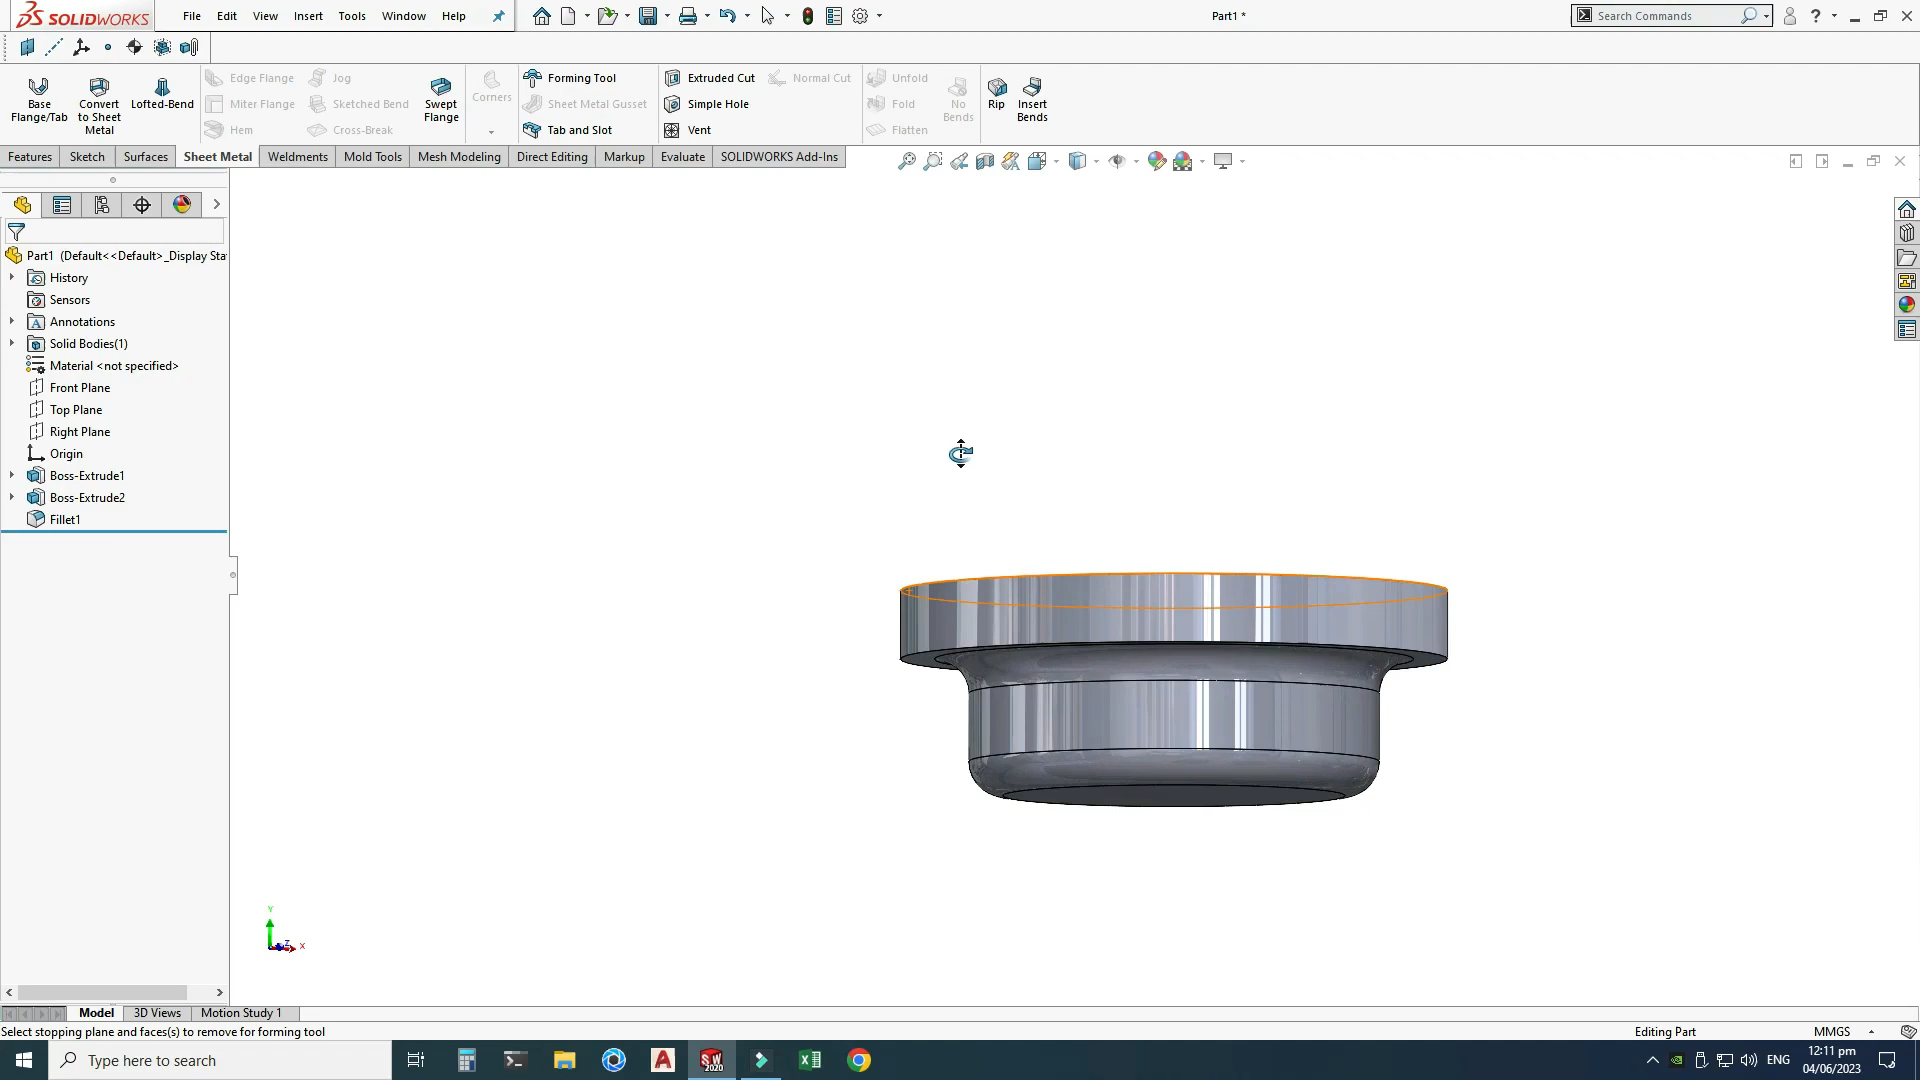 SOLIDWORKS File Edit View Insert Tools Window Help Part1 * Search Commands
Base Flange/Tab
Convert to Sheet Metal
Lofted-Bend
Edge Flange
Miter Flange
Hem
Jog
Sketched Bend
Cross-Break
Swept Flange
Corners
Forming Tool
Sheet Metal Gusset
Tab and Slot
Extruded Cut
Simple Hole
Vent
Normal Cut
Unfold
Fold
Flatten
No Bends
Rip
Insert Bends
Features Sketch Surfaces Sheet Metal Weldments Mold Tools Mesh Modeling Direct Editing Markup Evaluate SOLIDWORKS Add-Ins
Part1 (Default<<Default>_Display Sta
History
Sensors
Annotations
Solid Bodies(1)
Material <not specified>
Front Plane
Top Plane
Right Plane
Origin
Boss-Extrude1
Boss-Extrude2
Fillet1
Y
Z X
Model 3D Views Motion Study 1
Select stopping plane and faces(s) to remove for forming tool Editing Part MMGS
Type here to search
SW 2020
ENG
12:11 pm
04/06/2023